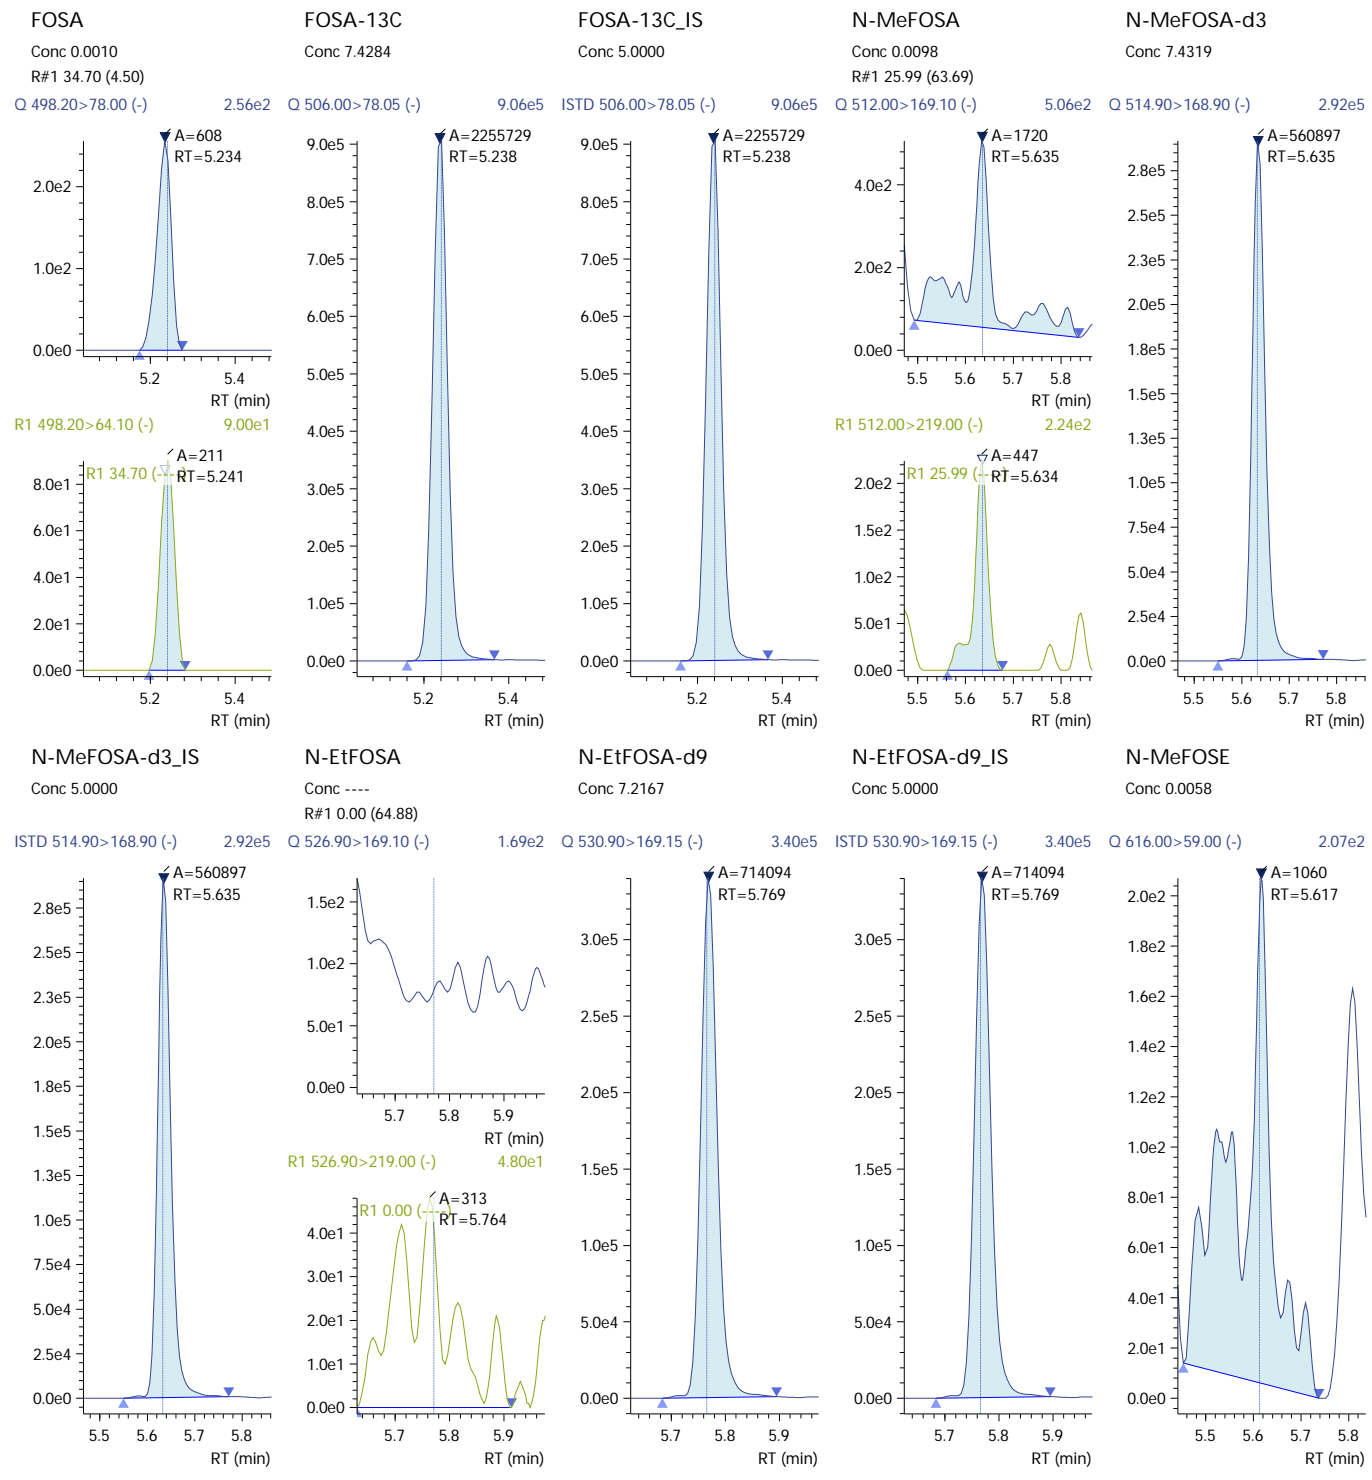 FOSA
Conc 0.0010
R#1 34.70 (4.50)
Q 498.20>78.00 (-) 2.56e2
A=608
RT=5.234
2.0e2
1.0e2
0.0e0
5.2 5.4
RT (min)
R1 498.20>64.10 (-) 9.00e1
A=211
R1 34.70 (----)
RT=5.241
8.0e1
6.0e1
4.0e1
2.0e1
0.0e0
5.2 5.4
RT (min)
FOSA-13C
Conc 7.4284
Q 506.00>78.05 (-) 9.06e5
A=2255729
RT=5.238
9.0e5
8.0e5
7.0e5
6.0e5
5.0e5
4.0e5
3.0e5
2.0e5
1.0e5
0.0e0
5.2 5.4
RT (min)
FOSA-13C_IS
Conc 5.0000
ISTD 506.00>78.05 (-) 9.06e5
A=2255729
RT=5.238
9.0e5
8.0e5
7.0e5
6.0e5
5.0e5
4.0e5
3.0e5
2.0e5
1.0e5
0.0e0
5.2 5.4
RT (min)
N-MeFOSA
Conc 0.0098
R#1 25.99 (63.69)
Q 512.00>169.10 (-) 5.06e2
A=1720
RT=5.635
4.0e2
2.0e2
0.0e0
5.5 5.6 5.7 5.8
RT (min)
R1 512.00>219.00 (-) 2.24e2
A=447
R1 25.99 (----)
RT=5.634
2.0e2
1.5e2
1.0e2
5.0e1
0.0e0
5.5 5.6 5.7 5.8
RT (min)
N-MeFOSA-d3
Conc 7.4319
Q 514.90>168.90 (-) 2.92e5
A=560897
RT=5.635
2.8e5
2.5e5
2.3e5
2.0e5
1.8e5
1.5e5
1.3e5
1.0e5
7.5e4
5.0e4
2.5e4
0.0e0
5.5 5.6 5.7 5.8
RT (min)
N-MeFOSA-d3_IS
Conc 5.0000
ISTD 514.90>168.90 (-) 2.92e5
A=560897
RT=5.635
2.8e5
2.5e5
2.3e5
2.0e5
1.8e5
1.5e5
1.3e5
1.0e5
7.5e4
5.0e4
2.5e4
0.0e0
5.5 5.6 5.7 5.8
RT (min)
N-EtFOSA
Conc ----
R#1 0.00 (64.88)
Q 526.90>169.10 (-) 1.69e2
1.5e2
1.0e2
5.0e1
0.0e0
5.7 5.8 5.9
RT (min)
R1 526.90>219.00 (-) 4.80e1
A=313
R1 0.00 (----)
RT=5.764
4.0e1
3.0e1
2.0e1
1.0e1
0.0e0
5.7 5.8 5.9
RT (min)
N-EtFOSA-d9
Conc 7.2167
Q 530.90>169.15 (-) 3.40e5
A=714094
RT=5.769
3.0e5
2.5e5
2.0e5
1.5e5
1.0e5
5.0e4
0.0e0
5.7 5.8 5.9
RT (min)
N-EtFOSA-d9_IS
Conc 5.0000
ISTD 530.90>169.15 (-) 3.40e5
A=714094
RT=5.769
3.0e5
2.5e5
2.0e5
1.5e5
1.0e5
5.0e4
0.0e0
5.7 5.8 5.9
RT (min)
N-MeFOSE
Conc 0.0058
Q 616.00>59.00 (-) 2.07e2
A=1060
RT=5.617
2.0e2
1.8e2
1.6e2
1.4e2
1.2e2
1.0e2
8.0e1
6.0e1
4.0e1
2.0e1
0.0e0
5.5 5.6 5.7 5.8
RT (min)